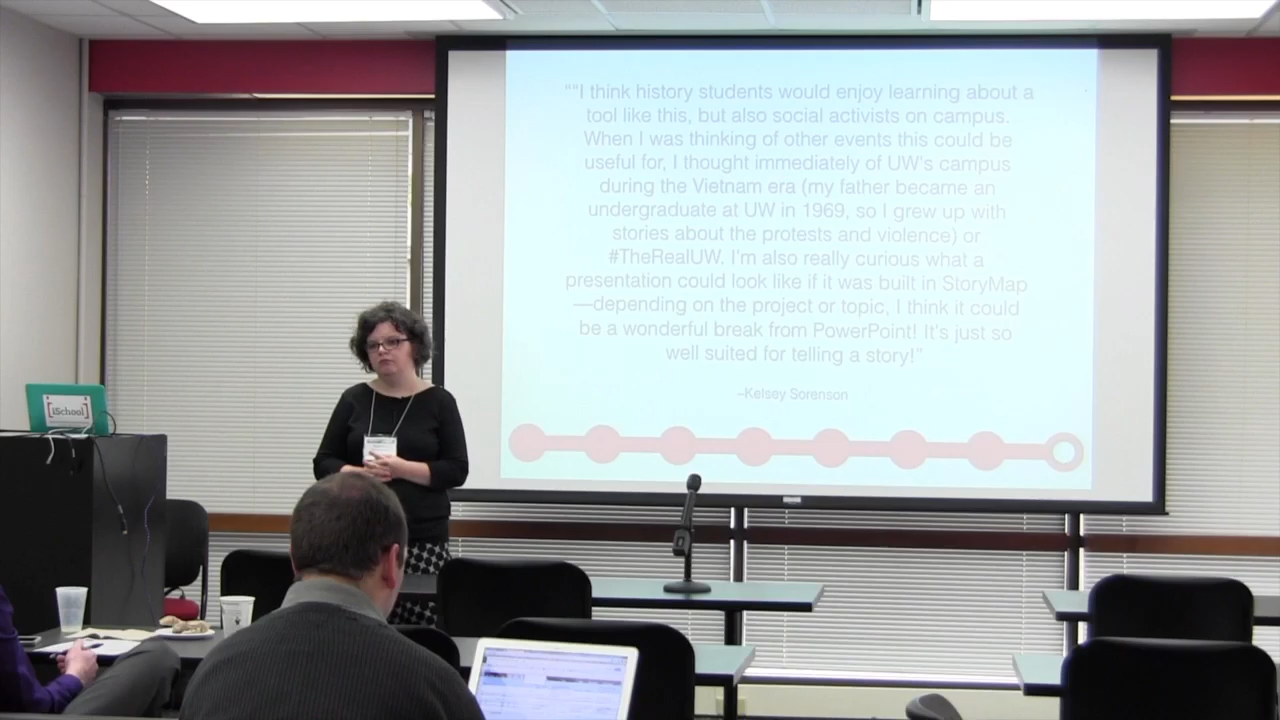 ““I think history students would enjoy learning about a
tool like this, but also social activists on campus.
When I was thinking of other events this could be
useful for, I thought immediately of UW's campus
during the Vietnam era (my father became an
undergraduate at UW in 1969, so I grew up with
stories about the protests and violence) or
#TheRealUW. I'm also really curious what a
presentation could look like if it was built in StoryMap
—depending on the project or topic, I think it could
be a wonderful break from PowerPoint! It's just so
well suited for telling a story!”
–Kelsey Sorenson
[iSchool]